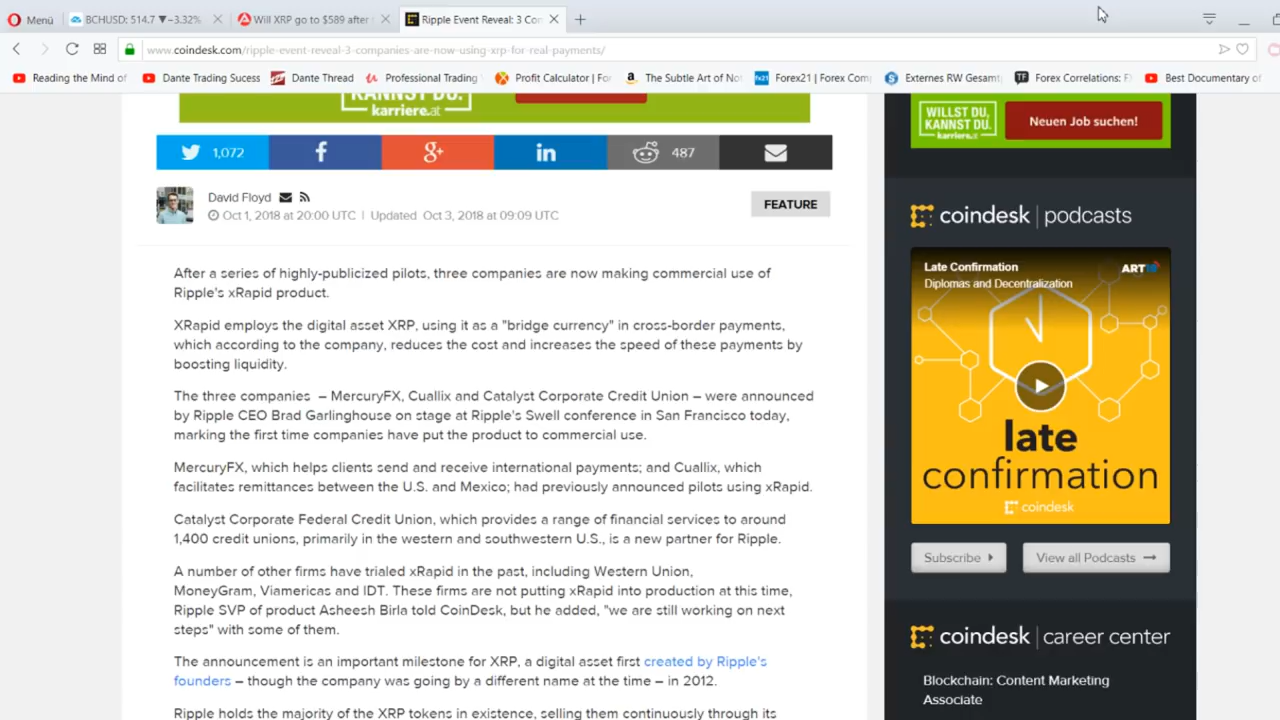 Menü
BCHUSD: 514.7 ▼−3.32%
Will XRP go to $589 after
Ripple Event Reveal: 3 Con
www.coindesk.com/ripple-event-reveal-3-companies-are-now-using-xrp-for-real-payments/
Reading the Mind of
Dante Trading Sucess
Dante Thread
Professional Trading
Profit Calculator | For
The Subtle Art of No
Forex21 | Forex Com
Externes RW Gesamt
Forex Correlations: F
Best Documentary of
KANNST DU.
karriere.at
WILLST DU,
KANNST DU.
karriere.at
Neuen Job suchen!
1,072
487
David Floyd
Oct 1, 2018 at 20:00 UTC | Updated Oct 3, 2018 at 09:09 UTC
FEATURE
After a series of highly-publicized pilots, three companies are now making commercial use of
Ripple's xRapid product.
XRapid employs the digital asset XRP, using it as a "bridge currency" in cross-border payments,
which according to the company, reduces the cost and increases the speed of these payments by
boosting liquidity.
The three companies – MercuryFX, Cuallix and Catalyst Corporate Credit Union – were announced
by Ripple CEO Brad Garlinghouse on stage at Ripple's Swell conference in San Francisco today,
marking the first time companies have put the product to commercial use.
MercuryFX, which helps clients send and receive international payments; and Cuallix, which
facilitates remittances between the U.S. and Mexico; had previously announced pilots using xRapid.
Catalyst Corporate Federal Credit Union, which provides a range of financial services to around
1,400 credit unions, primarily in the western and southwestern U.S., is a new partner for Ripple.
A number of other firms have trialed xRapid in the past, including Western Union,
MoneyGram, Viamericas and IDT. These firms are not putting xRapid into production at this time,
Ripple SVP of product Asheesh Birla told CoinDesk, but he added, "we are still working on next
steps" with some of them.
The announcement is an important milestone for XRP, a digital asset first created by Ripple's
founders – though the company was going by a different name at the time – in 2012.
Ripple holds the majority of the XRP tokens in existence, selling them continuously through its
coindesk | podcasts
Late Confirmation
Diplomas and Decentralization
ART19
late
confirmation
coindesk
Subscribe
View all Podcasts
coindesk | career center
Blockchain: Content Marketing
Associate